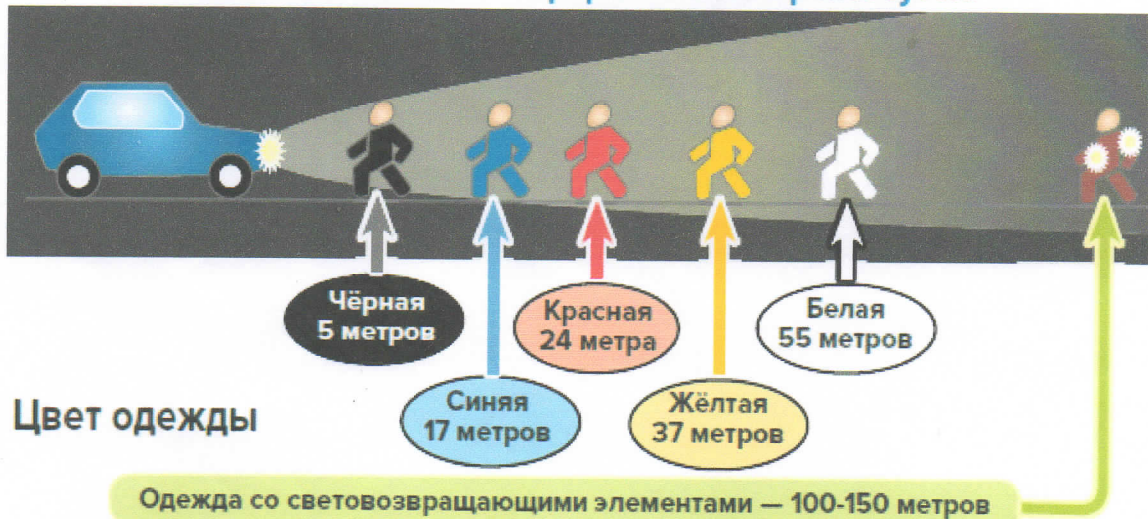 Чёрная
5 метров
Красная
24 метра
Белая
55 метров
Синяя
17 метров
Жёлтая
37 метров
Цвет одежды
Одежда со световозвращающими элементами — 100-150 метров